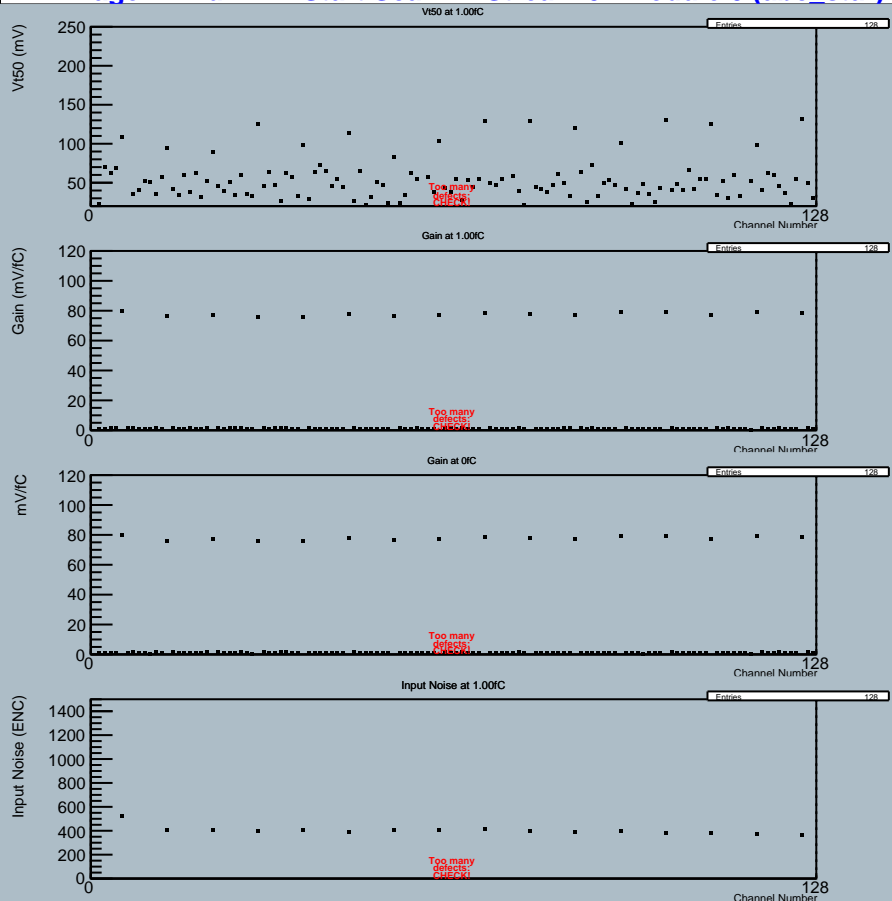 Vt50 at 1.00fC
Entries 128
Vt50 (mV)
250
200
150
100
50
Too many
defects:
CHECK!
0 128
Channel Number
Gain at 1.00fC
Entries 128
Gain (mV/fC)
120
100
80
60
40
20
0
Too many
defects:
CHECK!
0 128
Channel Number
Gain at 0fC
Entries 128
mV/fC
120
100
80
60
40
20
0
Too many
defects:
CHECK!
0 128
Channel Number
Input Noise at 1.00fC
Entries 128
Input Noise (ENC)
1400
1200
1000
800
600
400
200
0
Too many
defects:
CHECK!
0 128
Channel Number